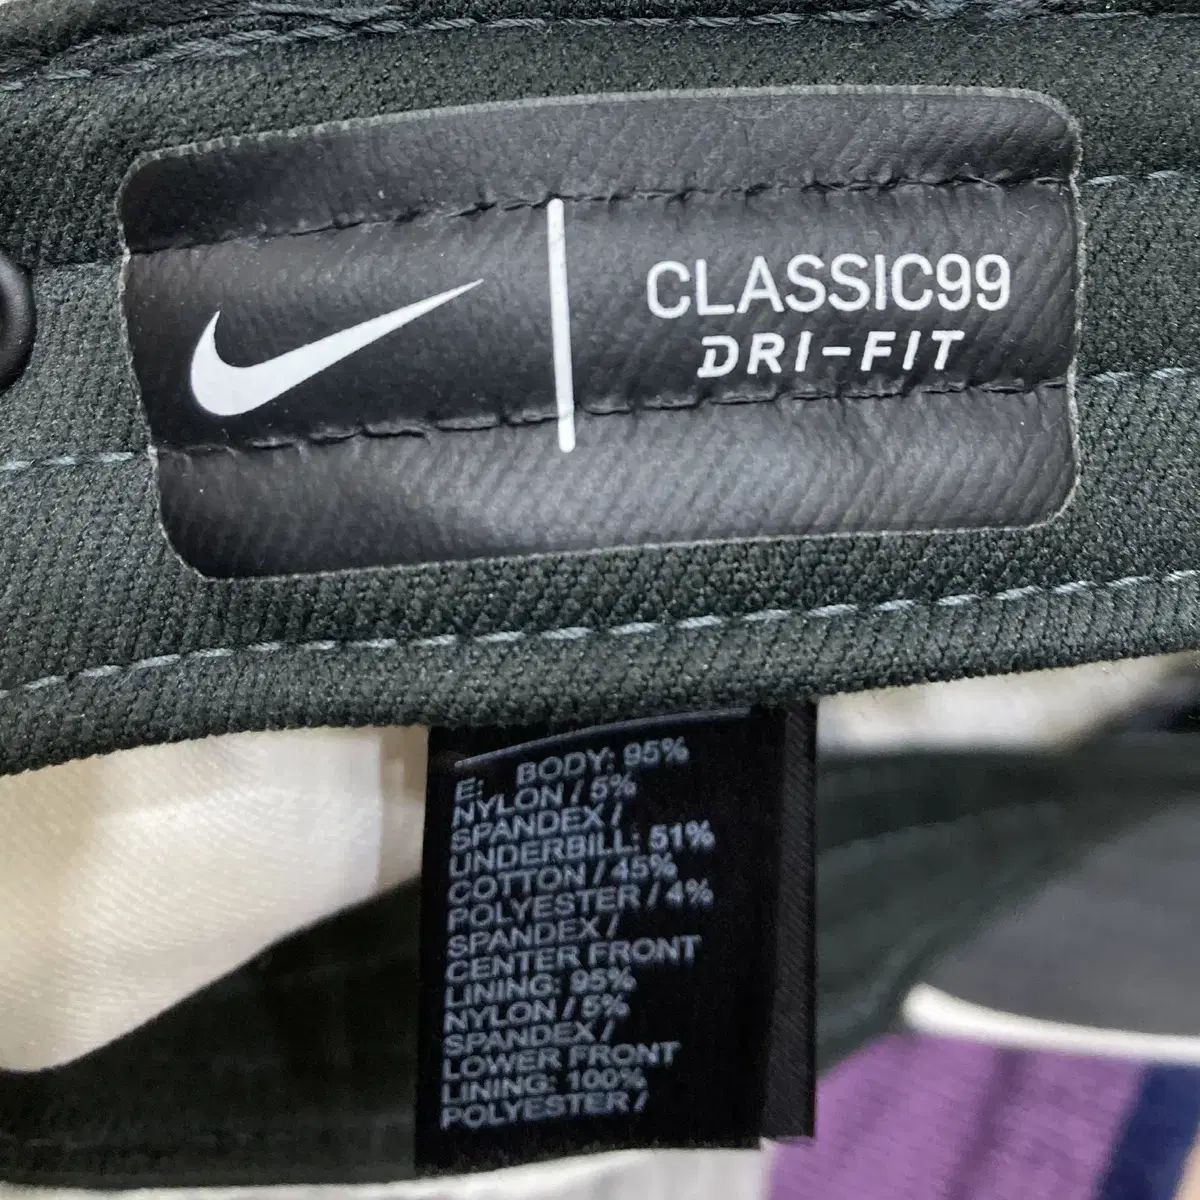 CLASSIC99
DRI-FIT
E: BODY: 95%
NYLON / 5%
SPANDEX /
UNDERBILL: 51%
COTTON / 45%
POLYESTER / 4%
SPANDEX /
CENTER FRONT
LINING: 95%
NYLON / 5%
SPANDEX /
LOWER FRONT
LINING: 100%
POLYESTER /